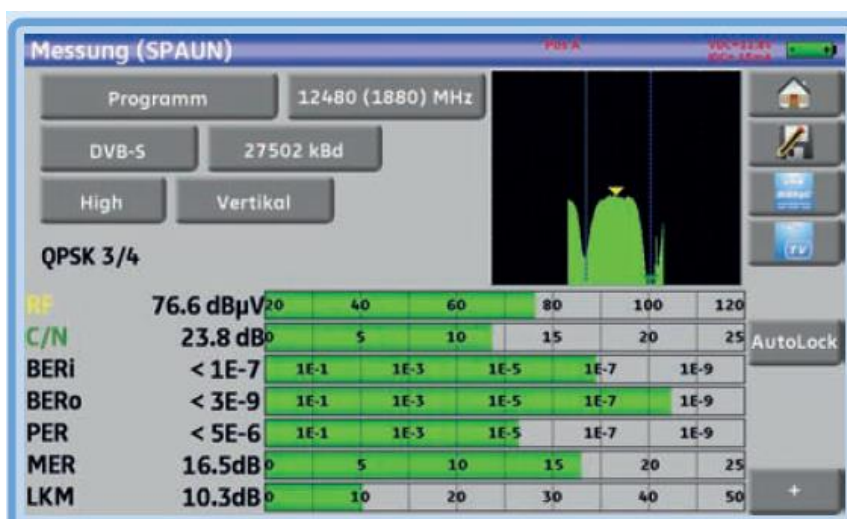 Messung (SPAUN)
Pos A
Programm
12480 (1880) MHz
DVB-S
27502 kBd
High
Vertikal
QPSK 3/4
RF 76.6 dBµV 20 40 60 80 100 120
C/N 23.8 dB 0 5 10 15 20 25
AutoLock
BERi < 1E-7 1E-1 1E-3 1E-5 1E-7 1E-9
BERo < 3E-9 1E-1 1E-3 1E-5 1E-7 1E-9
PER < 5E-6 1E-1 1E-3 1E-5 1E-7 1E-9
MER 16.5dB 0 5 10 15 20 25
LKM 10.3dB 0 10 20 30 40 50
+
TV